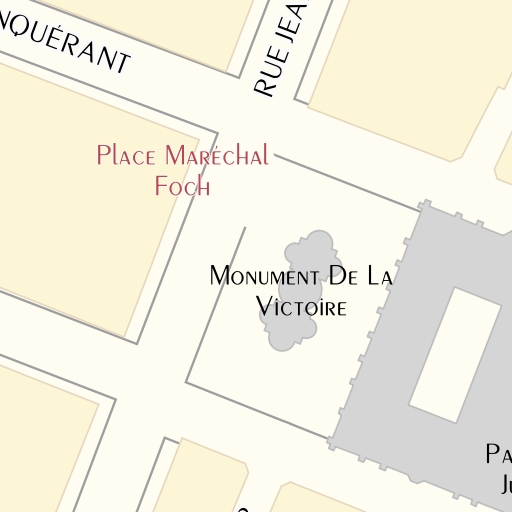 NQUÉRANT
RUE JEA
Place Maréchal
Foch
Monument De La
Victoire
Pa
Ju